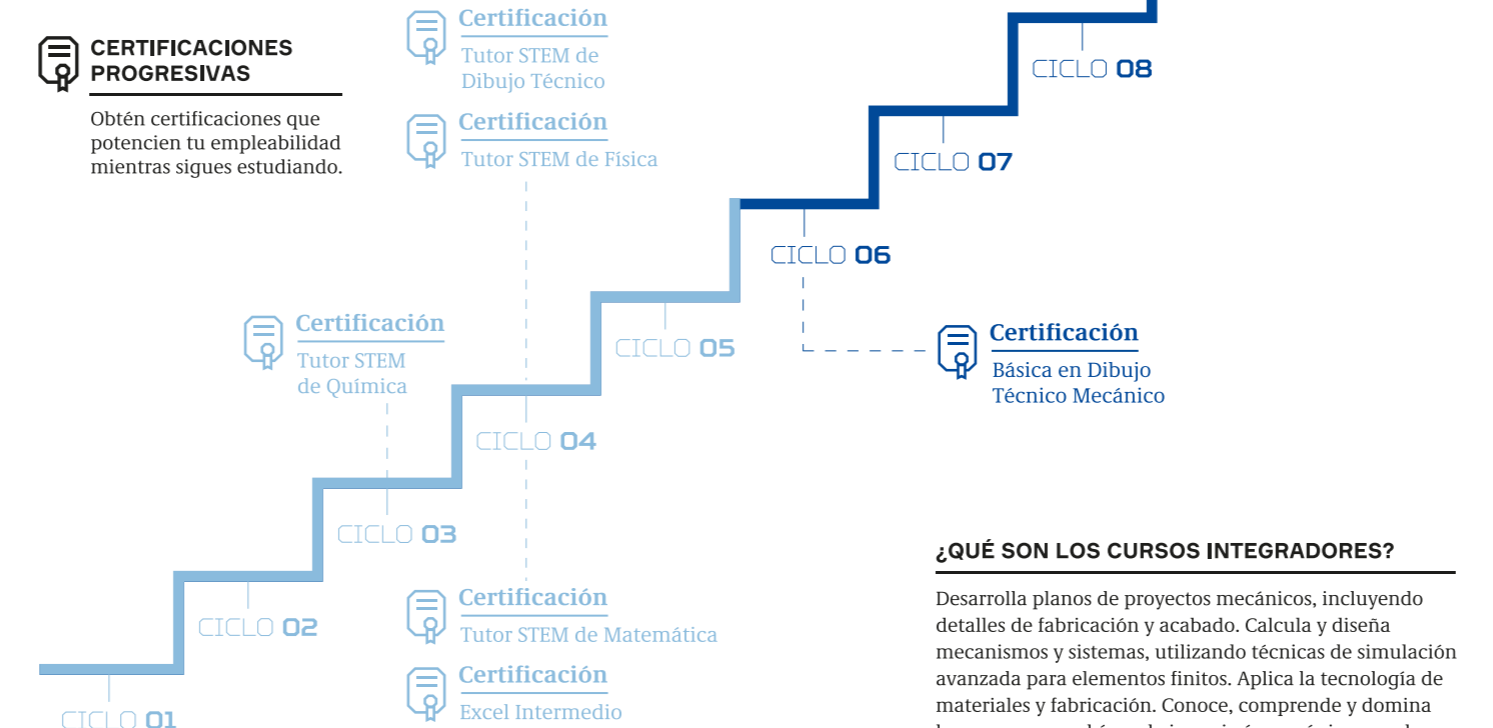 CERTIFICACIONES
PROGRESIVAS
Obtén certificaciones que
potencien tu empleabilidad
mientras sigues estudiando.
Certificación
Tutor STEM de
Dibujo Técnico
Certificación
Tutor STEM de Física
CICLO 08
CICLO 07
CICLO 06
Certificación
Tutor STEM
de Química
CICLO 05
Certificación
Básica en Dibujo
Técnico Mecánico
CICLO 04
CICLO 03
CICLO 02
CICLO 01
Certificación
Tutor STEM de Matemática
Certificación
Excel Intermedio
¿QUÉ SON LOS CURSOS INTEGRADORES?
Desarrolla planos de proyectos mecánicos, incluyendo
detalles de fabricación y acabado. Calcula y diseña
mecanismos y sistemas, utilizando técnicas de simulación
avanzada para elementos finitos. Aplica la tecnología de
materiales y fabricación. Conoce, comprende y domina